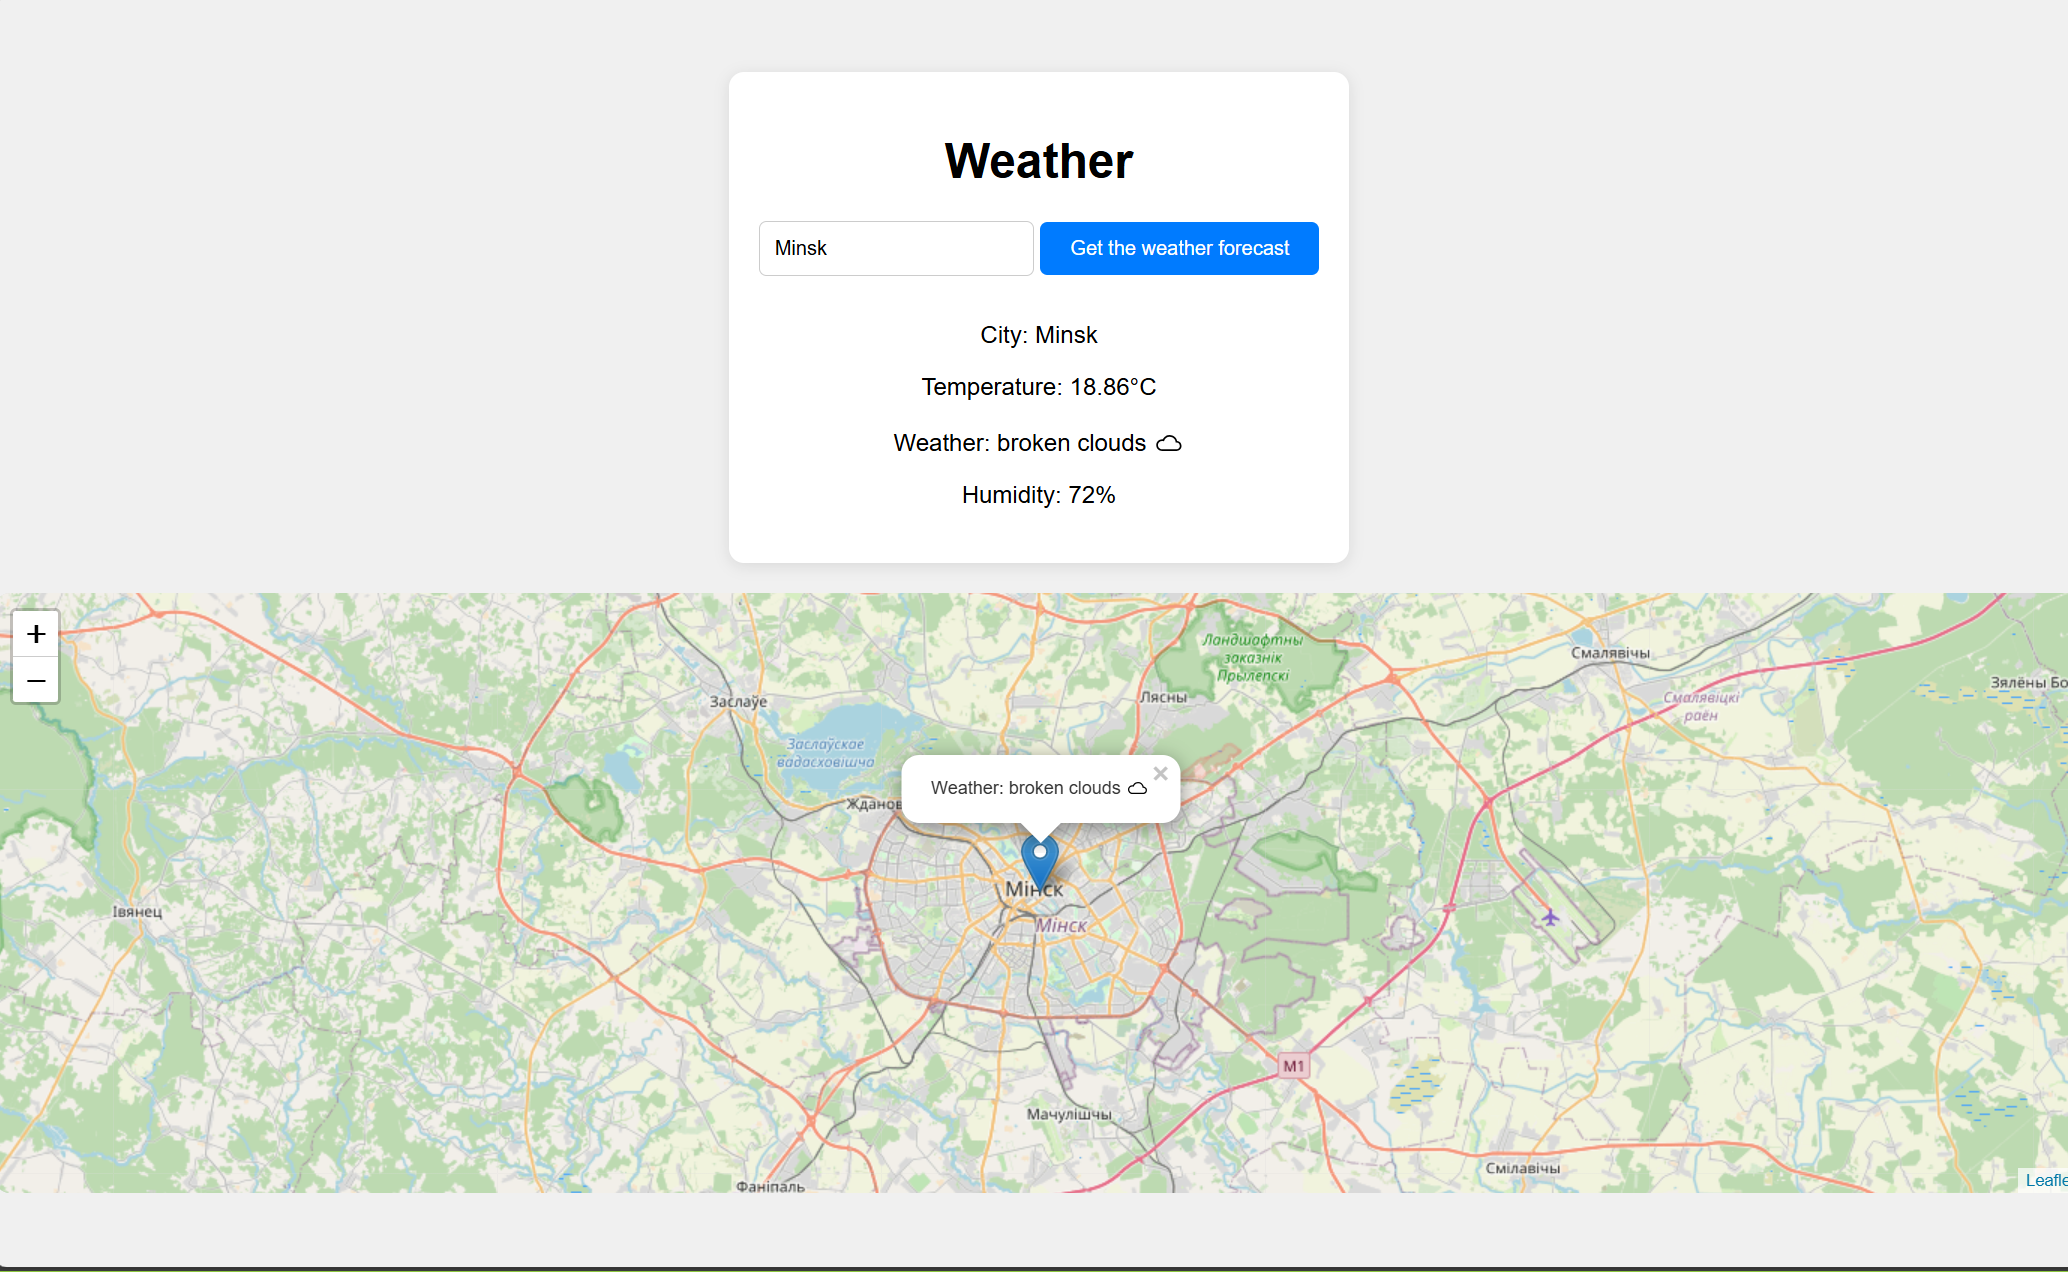 Weather
Minsk
Get the weather forecast
City: Minsk
Temperature: 18.86°C
Weather: broken clouds
Humidity: 72%
+
−
Ландшафтны
заказнік
Прылепскі
Смалявічы
Зялёны Бо
Смалявіцкі
раён
Заслаўе
Лясны
Заслаўскае
вадасховішча
Weather: broken clouds ×
Жданов
Мінск
Мінск
Івянец
M1
Мачулішчы
Смілавічы
Фаніпаль
Leafle